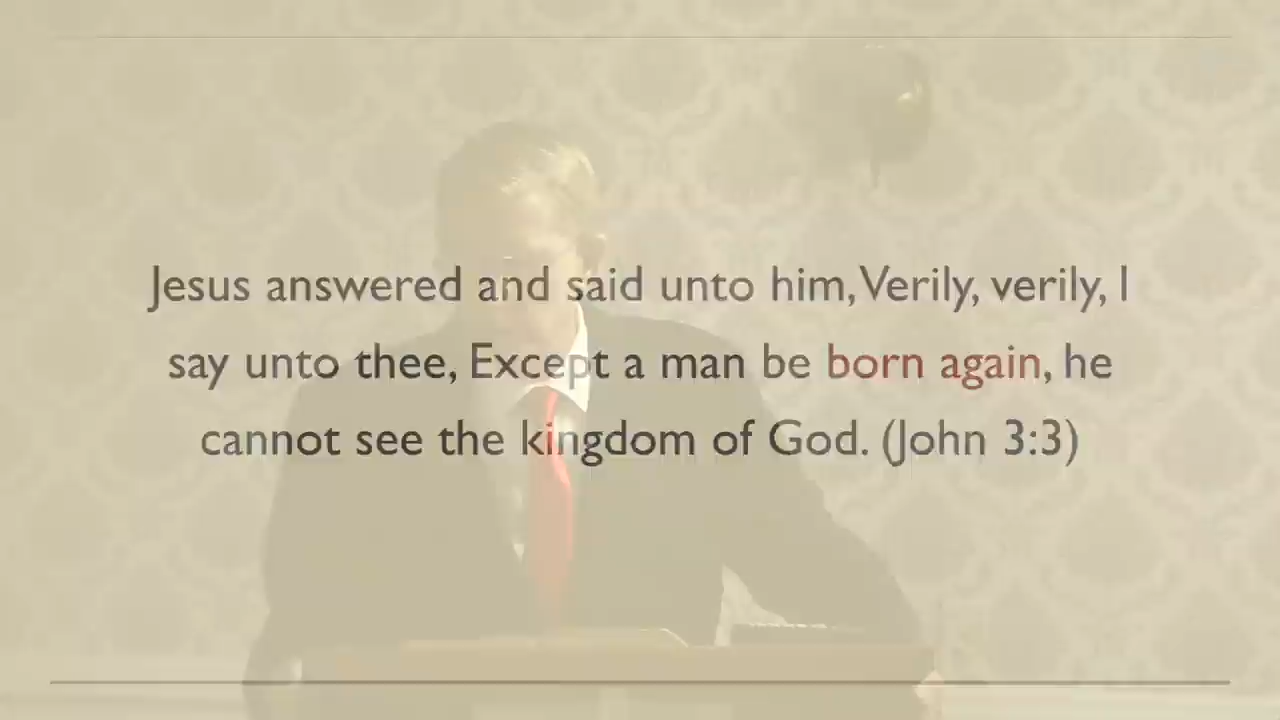 Jesus answered and said unto him, Verily, verily, I
say unto thee, Except a man be born again, he
cannot see the kingdom of God. (John 3:3)